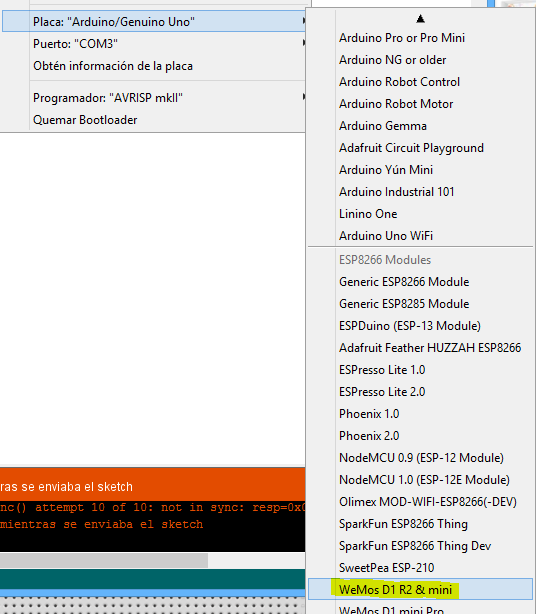 Placa: "Arduino/Genuino Uno"
Puerto: "COM3"
Obtén información de la placa
Programador: "AVRISP mkII"
Quemar Bootloader
Arduino Pro or Pro Mini
Arduino NG or older
Arduino Robot Control
Arduino Robot Motor
Arduino Gemma
Adafruit Circuit Playground
Arduino Yún Mini
Arduino Industrial 101
Linino One
Arduino Uno WiFi
ESP8266 Modules
Generic ESP8266 Module
Generic ESP8285 Module
ESPDuino (ESP-13 Module)
Adafruit Feather HUZZAH ESP8266
ESPresso Lite 1.0
ESPresso Lite 2.0
Phoenix 1.0
Phoenix 2.0
NodeMCU 0.9 (ESP-12 Module)
NodeMCU 1.0 (ESP-12E Module)
Olimex MOD-WIFI-ESP8266(-DEV)
SparkFun ESP8266 Thing
SparkFun ESP8266 Thing Dev
SweetPea ESP-210
WeMos D1 R2 & mini
WeMos D1 mini Pro
ras se enviaba el sketch
nc() attempt 10 of 10: not in sync: resp=0x0
mientras se enviaba el sketch